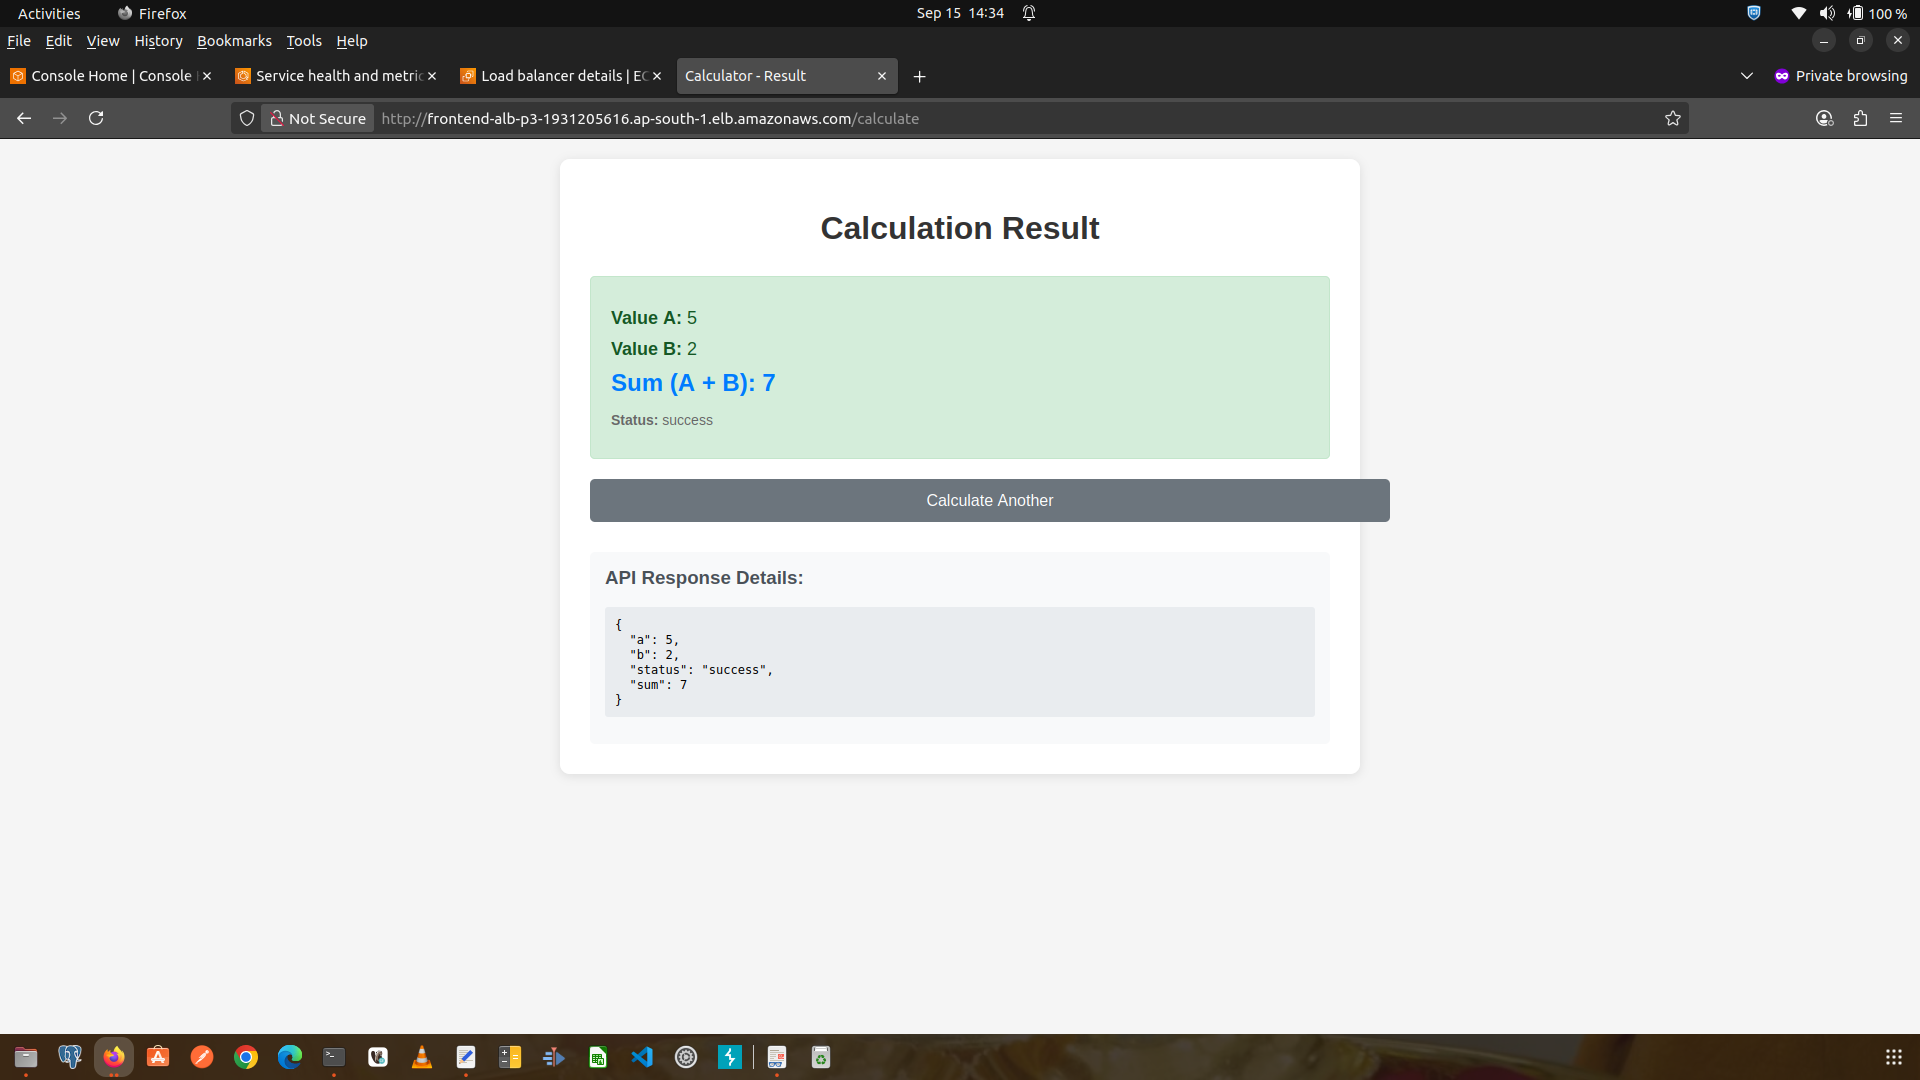 Activities
Firefox
Sep 15 14:34
100 %
File Edit View History Bookmarks Tools Help
Console Home | Console
Service health and metric
Load balancer details | EC
Calculator - Result
Private browsing
Not Secure
http://frontend-alb-p3-1931205616.ap-south-1.elb.amazonaws.com/calculate
Calculation Result
Value A: 5
Value B: 2
Sum (A + B): 7
Status: success
Calculate Another
API Response Details:
{
  "a": 5,
  "b": 2,
  "status": "success",
  "sum": 7
}